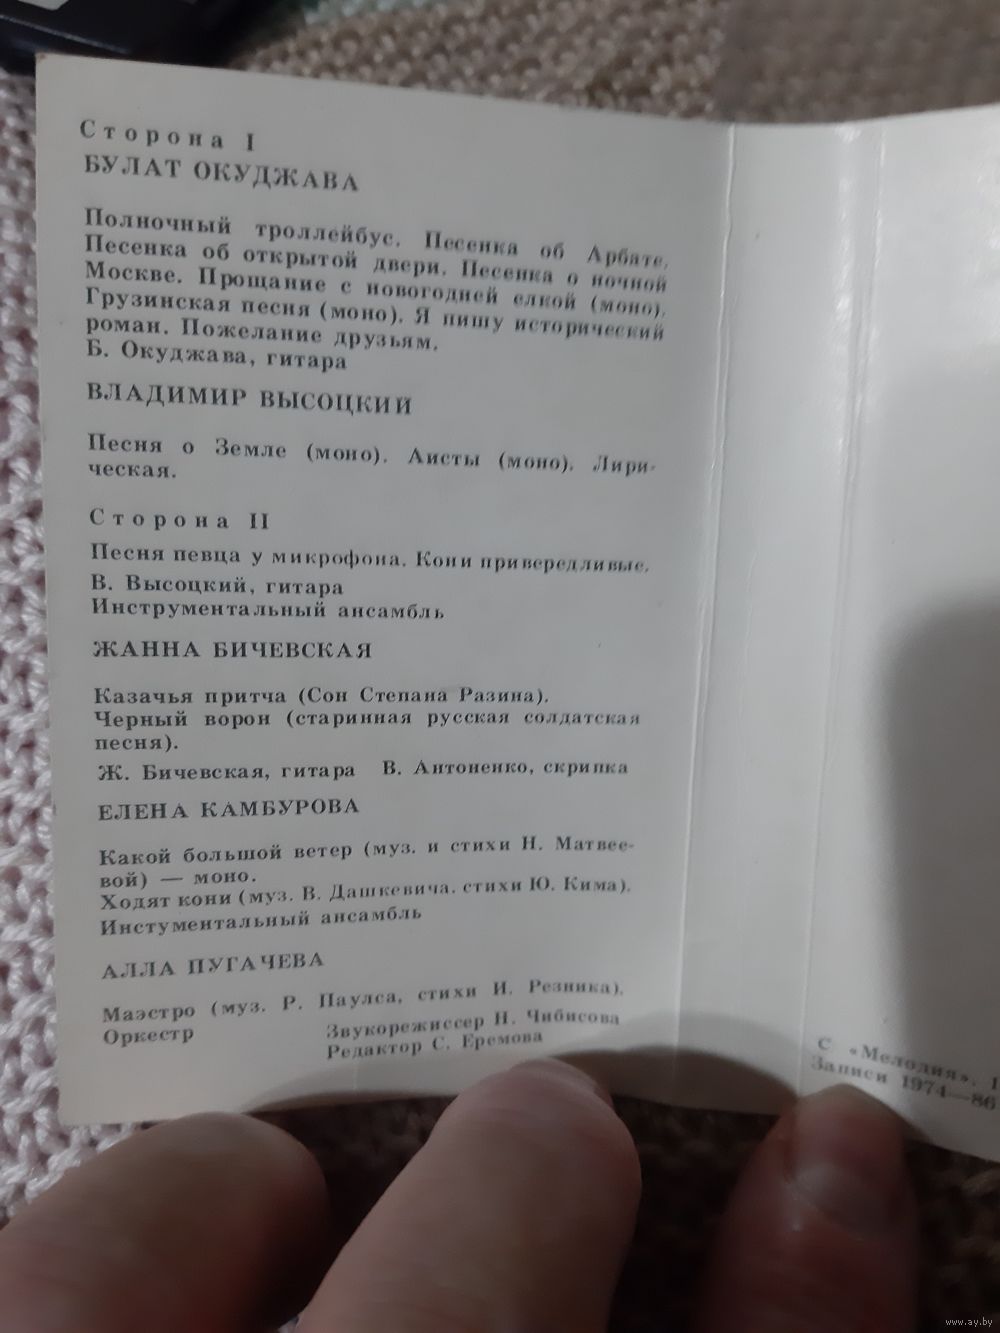 Сторона I
БУЛАТ ОКУДЖАВА
Полночный троллейбус. Песенка об Арбате.
Песенка об открытой двери. Песенка о ночной
Москве. Прощание с новогодней елкой (моно).
Грузинская песня (моно). Я пишу исторический
роман. Пожелание друзьям.
Б. Окуджава, гитара
ВЛАДИМИР ВЫСОЦКИЙ
Песня о Земле (моно). Аисты (моно). Лири-
ческая.
Сторона II
Песня певца у микрофона. Кони привередливые.
В. Высоцкий, гитара
Инструментальный ансамбль
ЖАННА БИЧЕВСКАЯ
Казачья притча (Сон Степана Разина).
Черный ворон (старинная русская солдатская
песня).
Ж. Бичевская, гитара В. Антоненко, скрипка
ЕЛЕНА КАМБУРОВА
Какой большой ветер (муз. и стихи Н. Матвее-
вой) — моно.
Ходят кони (муз. В. Дашкевича. стихи Ю. Кима).
Инстументальный ансамбль
АЛЛА ПУГАЧЕВА
Маэстро (муз. Р. Паулса, стихи И. Резника).
Оркестр
Звукорежиссер Н. Чибисова
Редактор С. Еремова
С «Мелодия».
Записи 1974—86
www.ay.by